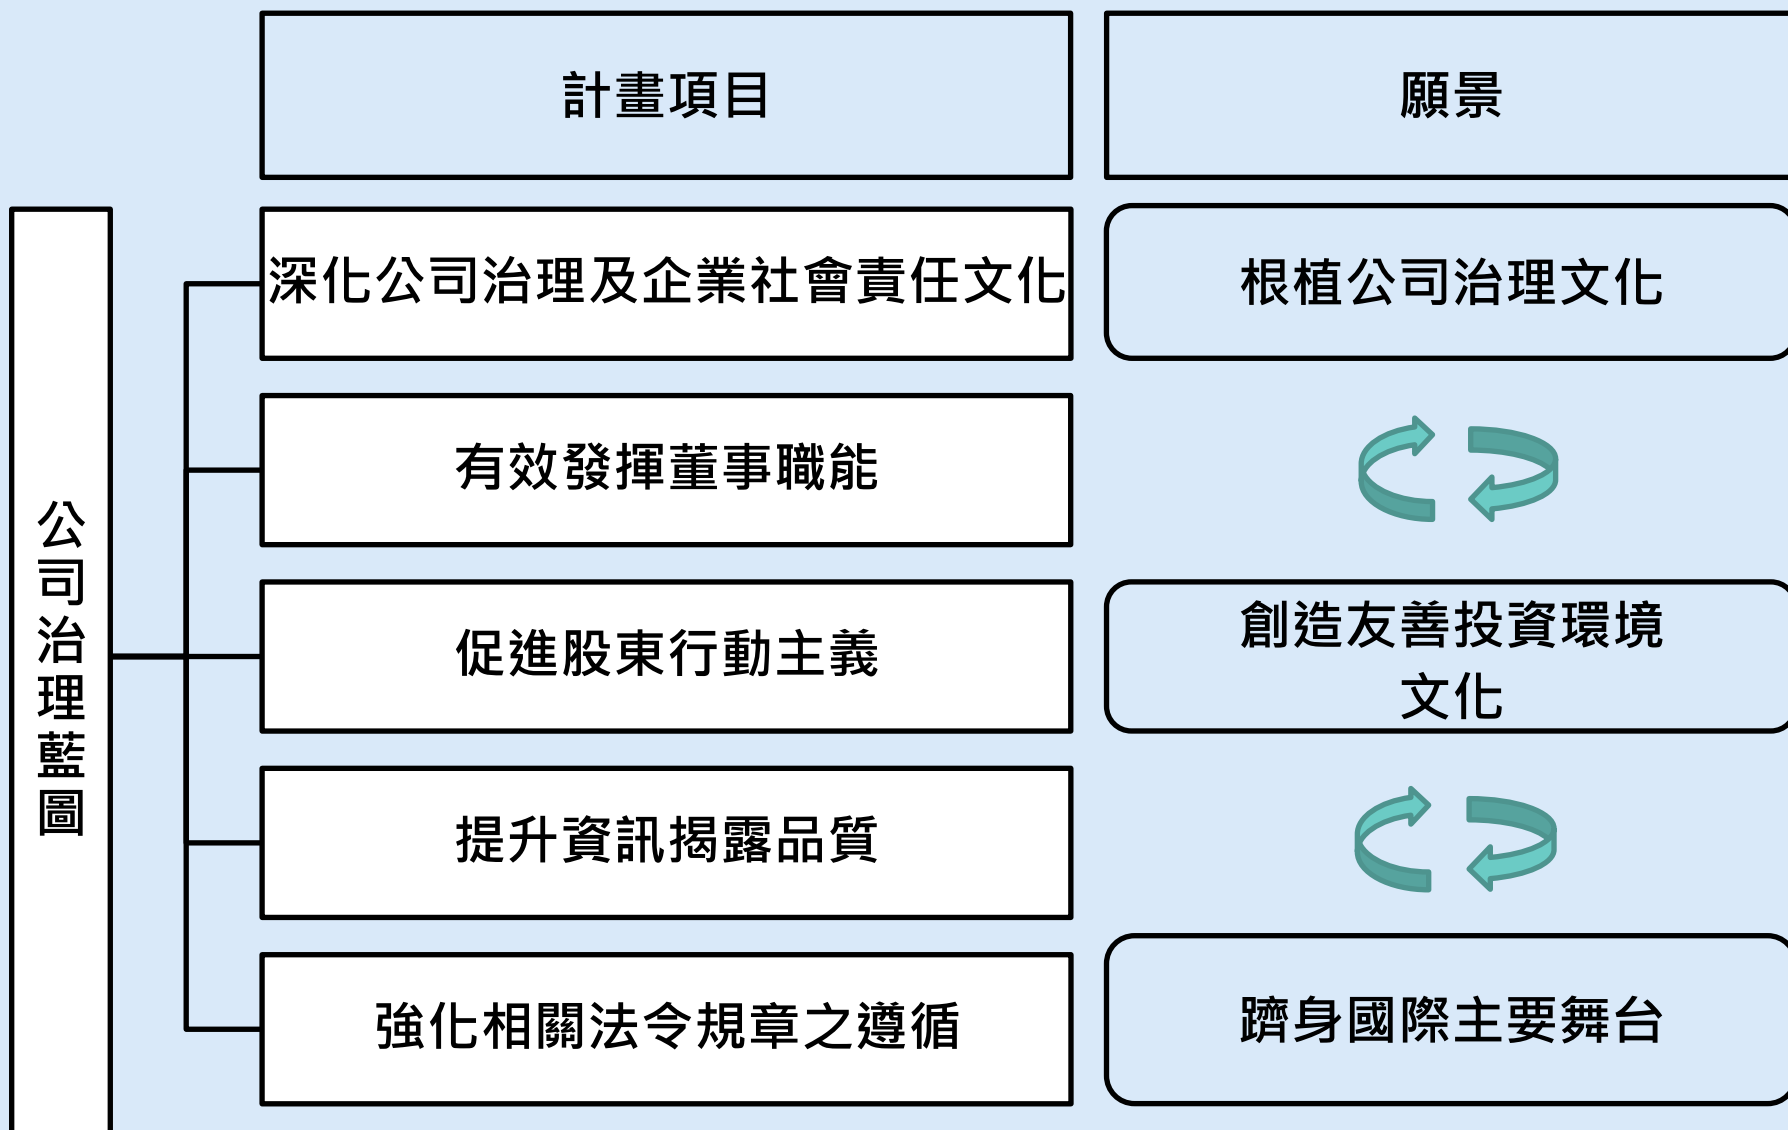 計畫項目
願景
公司治理藍圖
深化公司治理及企業社會責任文化
根植公司治理文化
有效發揮董事職能
促進股東行動主義
創造友善投資環境
文化
提升資訊揭露品質
強化相關法令規章之遵循
躋身國際主要舞台